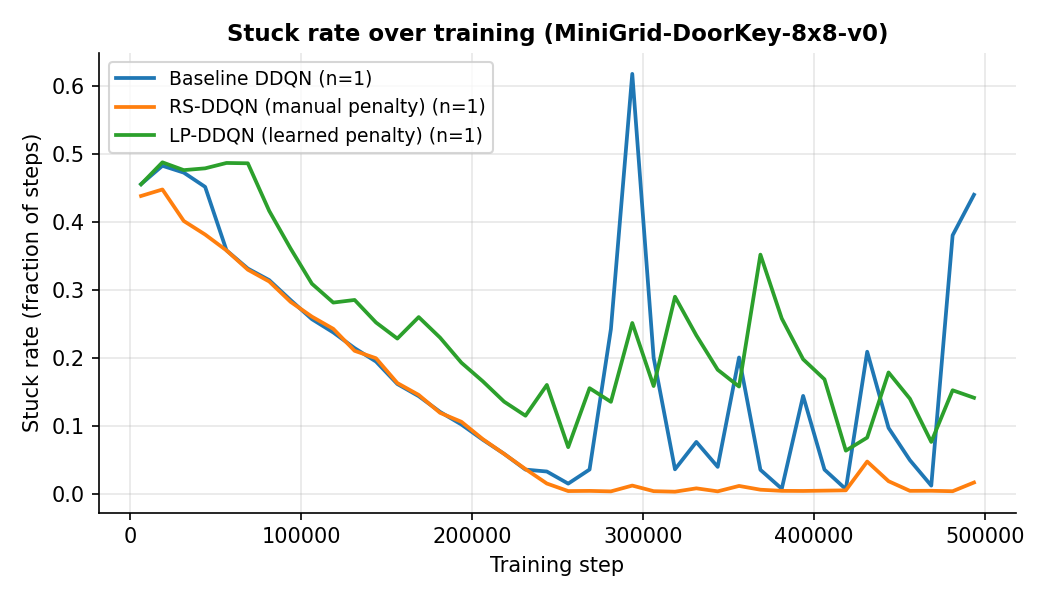 Stuck rate over training (MiniGrid-DoorKey-8x8-v0)
Baseline DDQN (n=1)
RS-DDQN (manual penalty) (n=1)
LP-DDQN (learned penalty) (n=1)
Stuck rate (fraction of steps)
0.6
0.5
0.4
0.3
0.2
0.1
0.0
0 100000 200000 300000 400000 500000
Training step